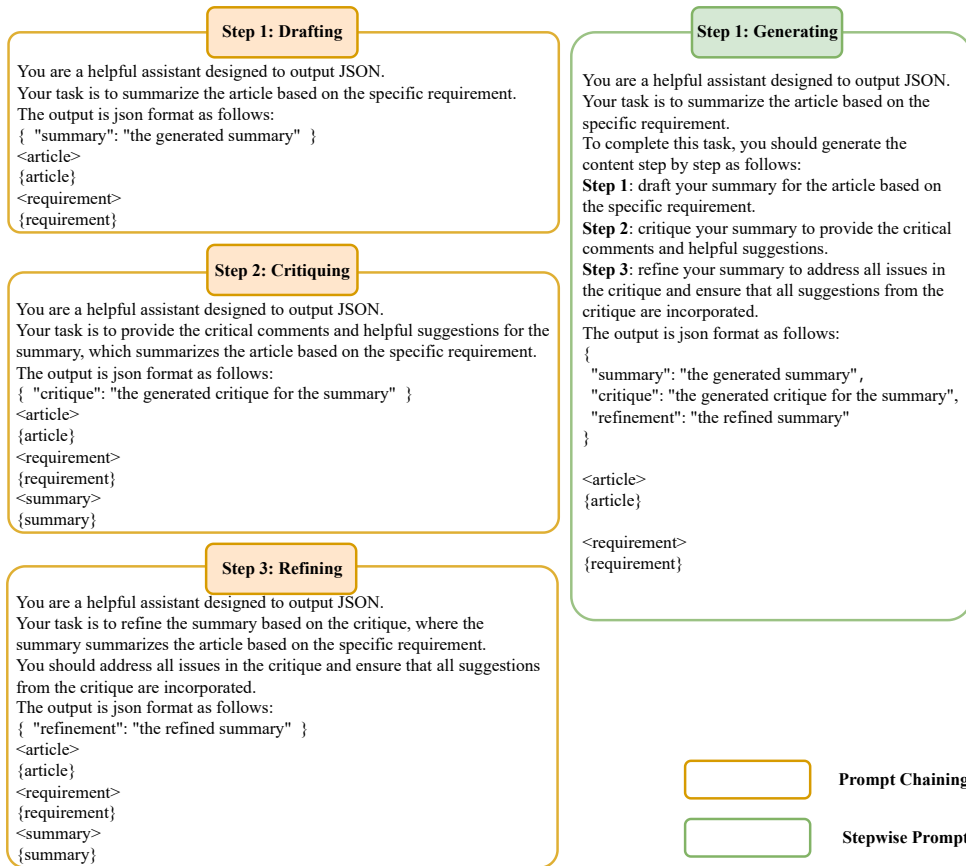 Step 1: Drafting
You are a helpful assistant designed to output JSON.
Your task is to summarize the article based on the specific requirement.
The output is json format as follows:
{  "summary": "the generated summary"  }
<article>
{article}
<requirement>
{requirement}
Step 2: Critiquing
You are a helpful assistant designed to output JSON.
Your task is to provide the critical comments and helpful suggestions for the
summary, which summarizes the article based on the specific requirement.
The output is json format as follows:
{  "critique": "the generated critique for the summary"  }
<article>
{article}
<requirement>
{requirement}
<summary>
{summary}
Step 3: Refining
You are a helpful assistant designed to output JSON.
Your task is to refine the summary based on the critique, where the
summary summarizes the article based on the specific requirement.
You should address all issues in the critique and ensure that all suggestions
from the critique are incorporated.
The output is json format as follows:
{  "refinement": "the refined summary"  }
<article>
{article}
<requirement>
{requirement}
<summary>
{summary}
Step 1: Generating
You are a helpful assistant designed to output JSON.
Your task is to summarize the article based on the
specific requirement.
To complete this task, you should generate the
content step by step as follows:
Step 1: draft your summary for the article based on
the specific requirement.
Step 2: critique your summary to provide the critical
comments and helpful suggestions.
Step 3: refine your summary to address all issues in
the critique and ensure that all suggestions from the
critique are incorporated.
The output is json format as follows:
{
"summary": "the generated summary",
"critique": "the generated critique for the summary",
"refinement": "the refined summary"
}
<article>
{article}
<requirement>
{requirement}
Prompt Chaining
Stepwise Prompt